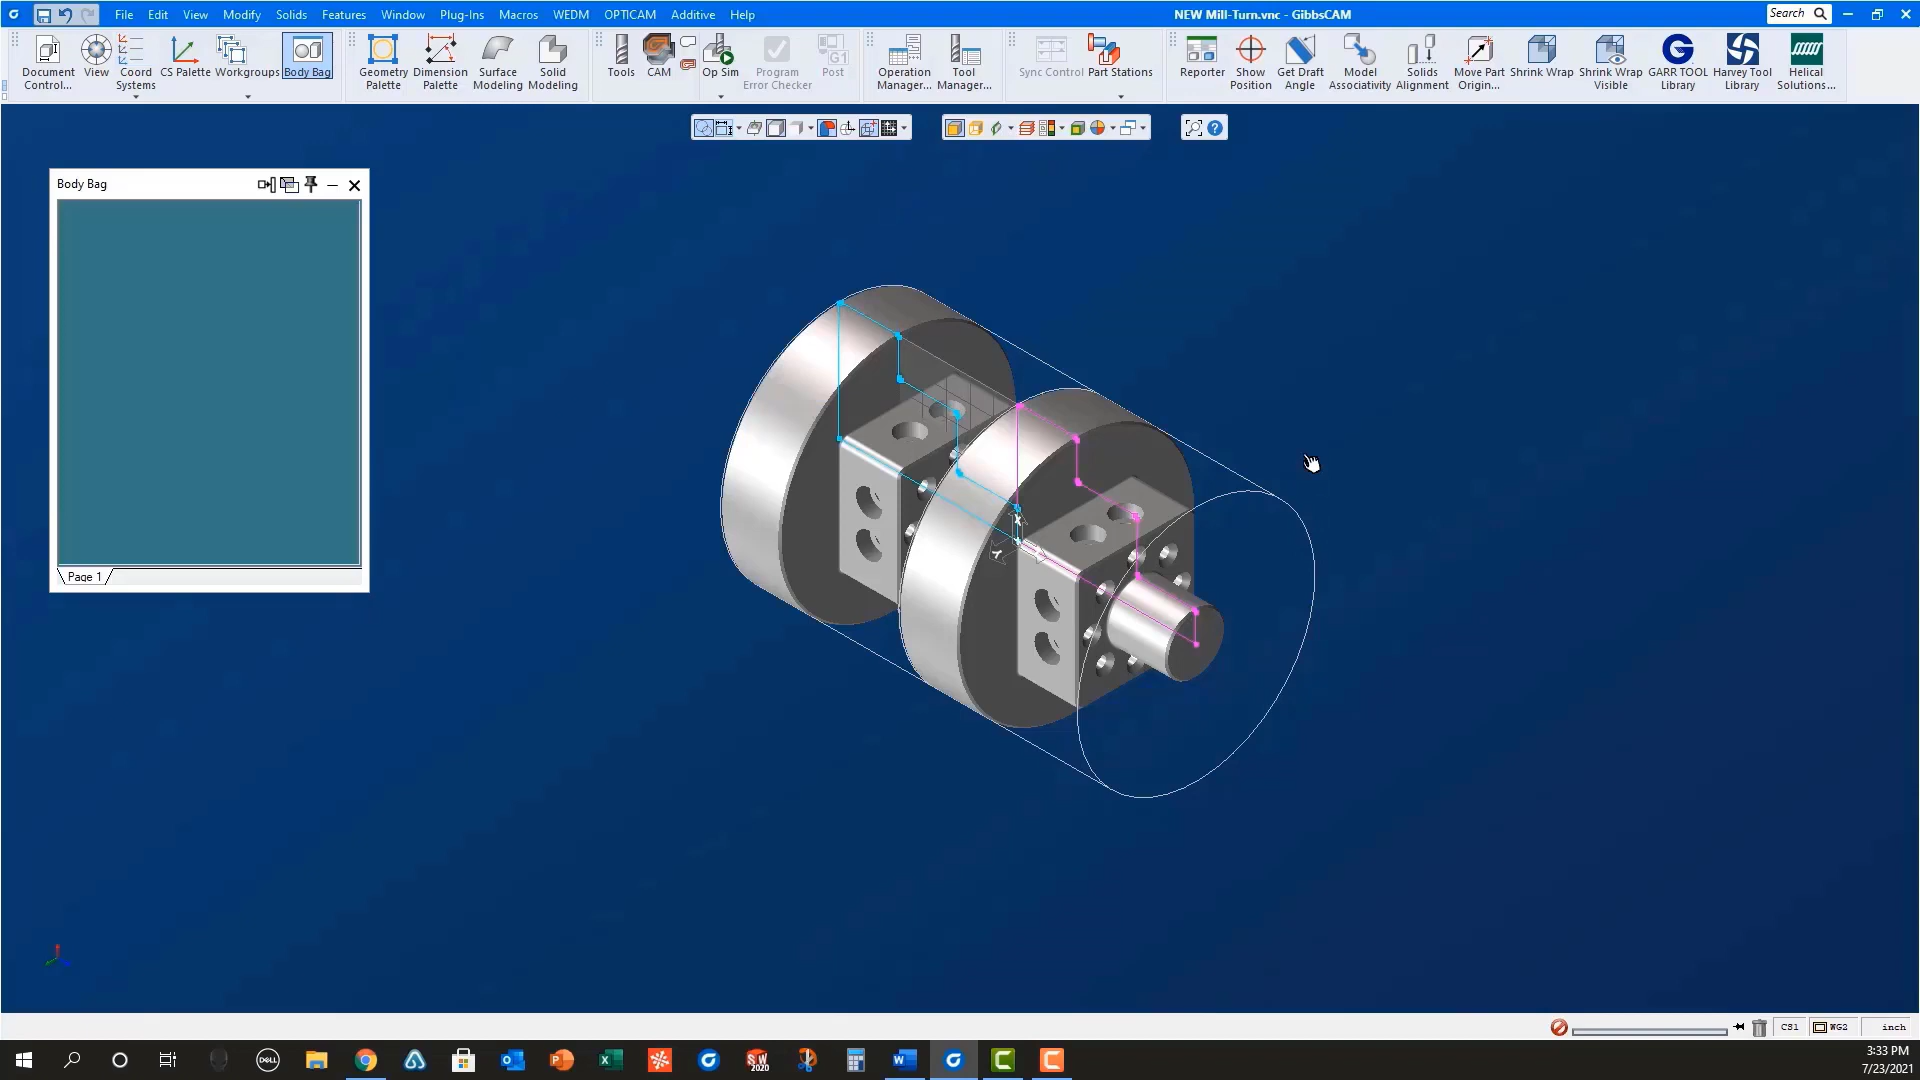 File Edit View Modify Solids Features Window Plug-Ins Macros WEDM OPTICAM Additive Help
NEW Mill-Turn.vnc - GibbsCAM
Search
Document Control...
View
Coord Systems
CS Palette
Workgroups
Body Bag
Geometry Palette
Dimension Palette
Surface Modeling
Solid Modeling
Tools
CAM
Op Sim
Program Error Checker
Post
Operation Manager...
Tool Manager...
Sync Control
Part Stations
Reporter
Show Position
Get Draft Angle
Model Associativity
Solids Alignment
Move Part Origin...
Shrink Wrap
Shrink Wrap Visible
GARR TOOL Library
Harvey Tool Library
Helical Solutions...
Body Bag
Page 1
X
Y
CS1
WG2
inch
DELL
SW 2020
3:33 PM
7/23/2021